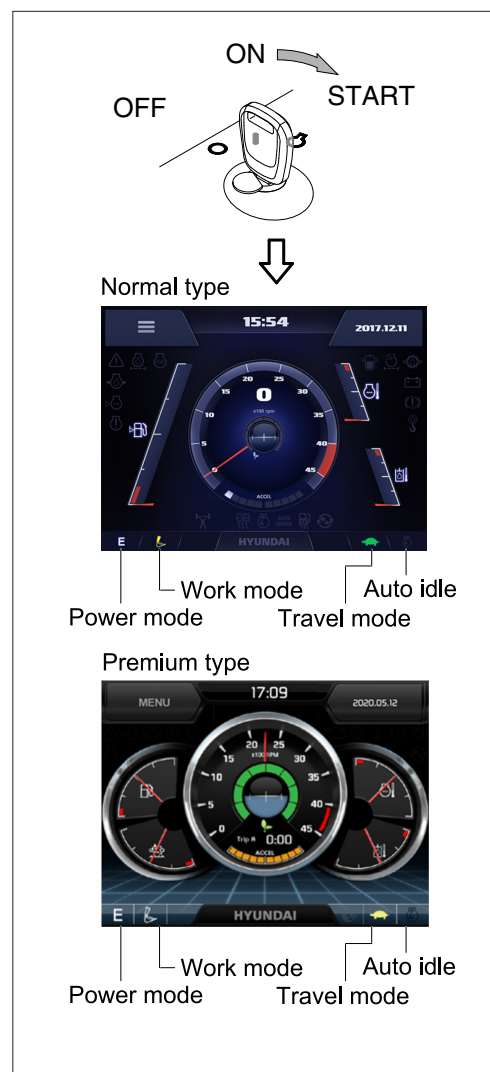 ON
OFF
START
Normal type
15:54
2017.12.11
15 20 25 30
10 35
5 40
0 45
0
x100 rpm
ACCEL
AUTO
E
HYUNDAI
Work mode
Auto idle
Power mode
Travel mode
Premium type
MENU
17:09
2020.05.12
15 20 25 30
x100 RPM
10 35
5 40
0 45
Trip A 0:00
ACCEL
E
HYUNDAI
Work mode
Auto idle
Power mode
Travel mode